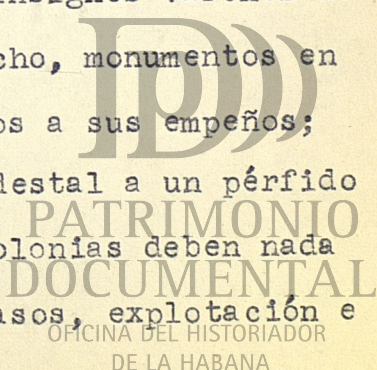 cho, monumentos en
os a sus empeños;
destal a un pérfido
PATRIMONIO
olonias deben nada
DOCUMENTAL
asos, explotación e
OFICINA DEL HISTORIADOR
DE LA HABANA